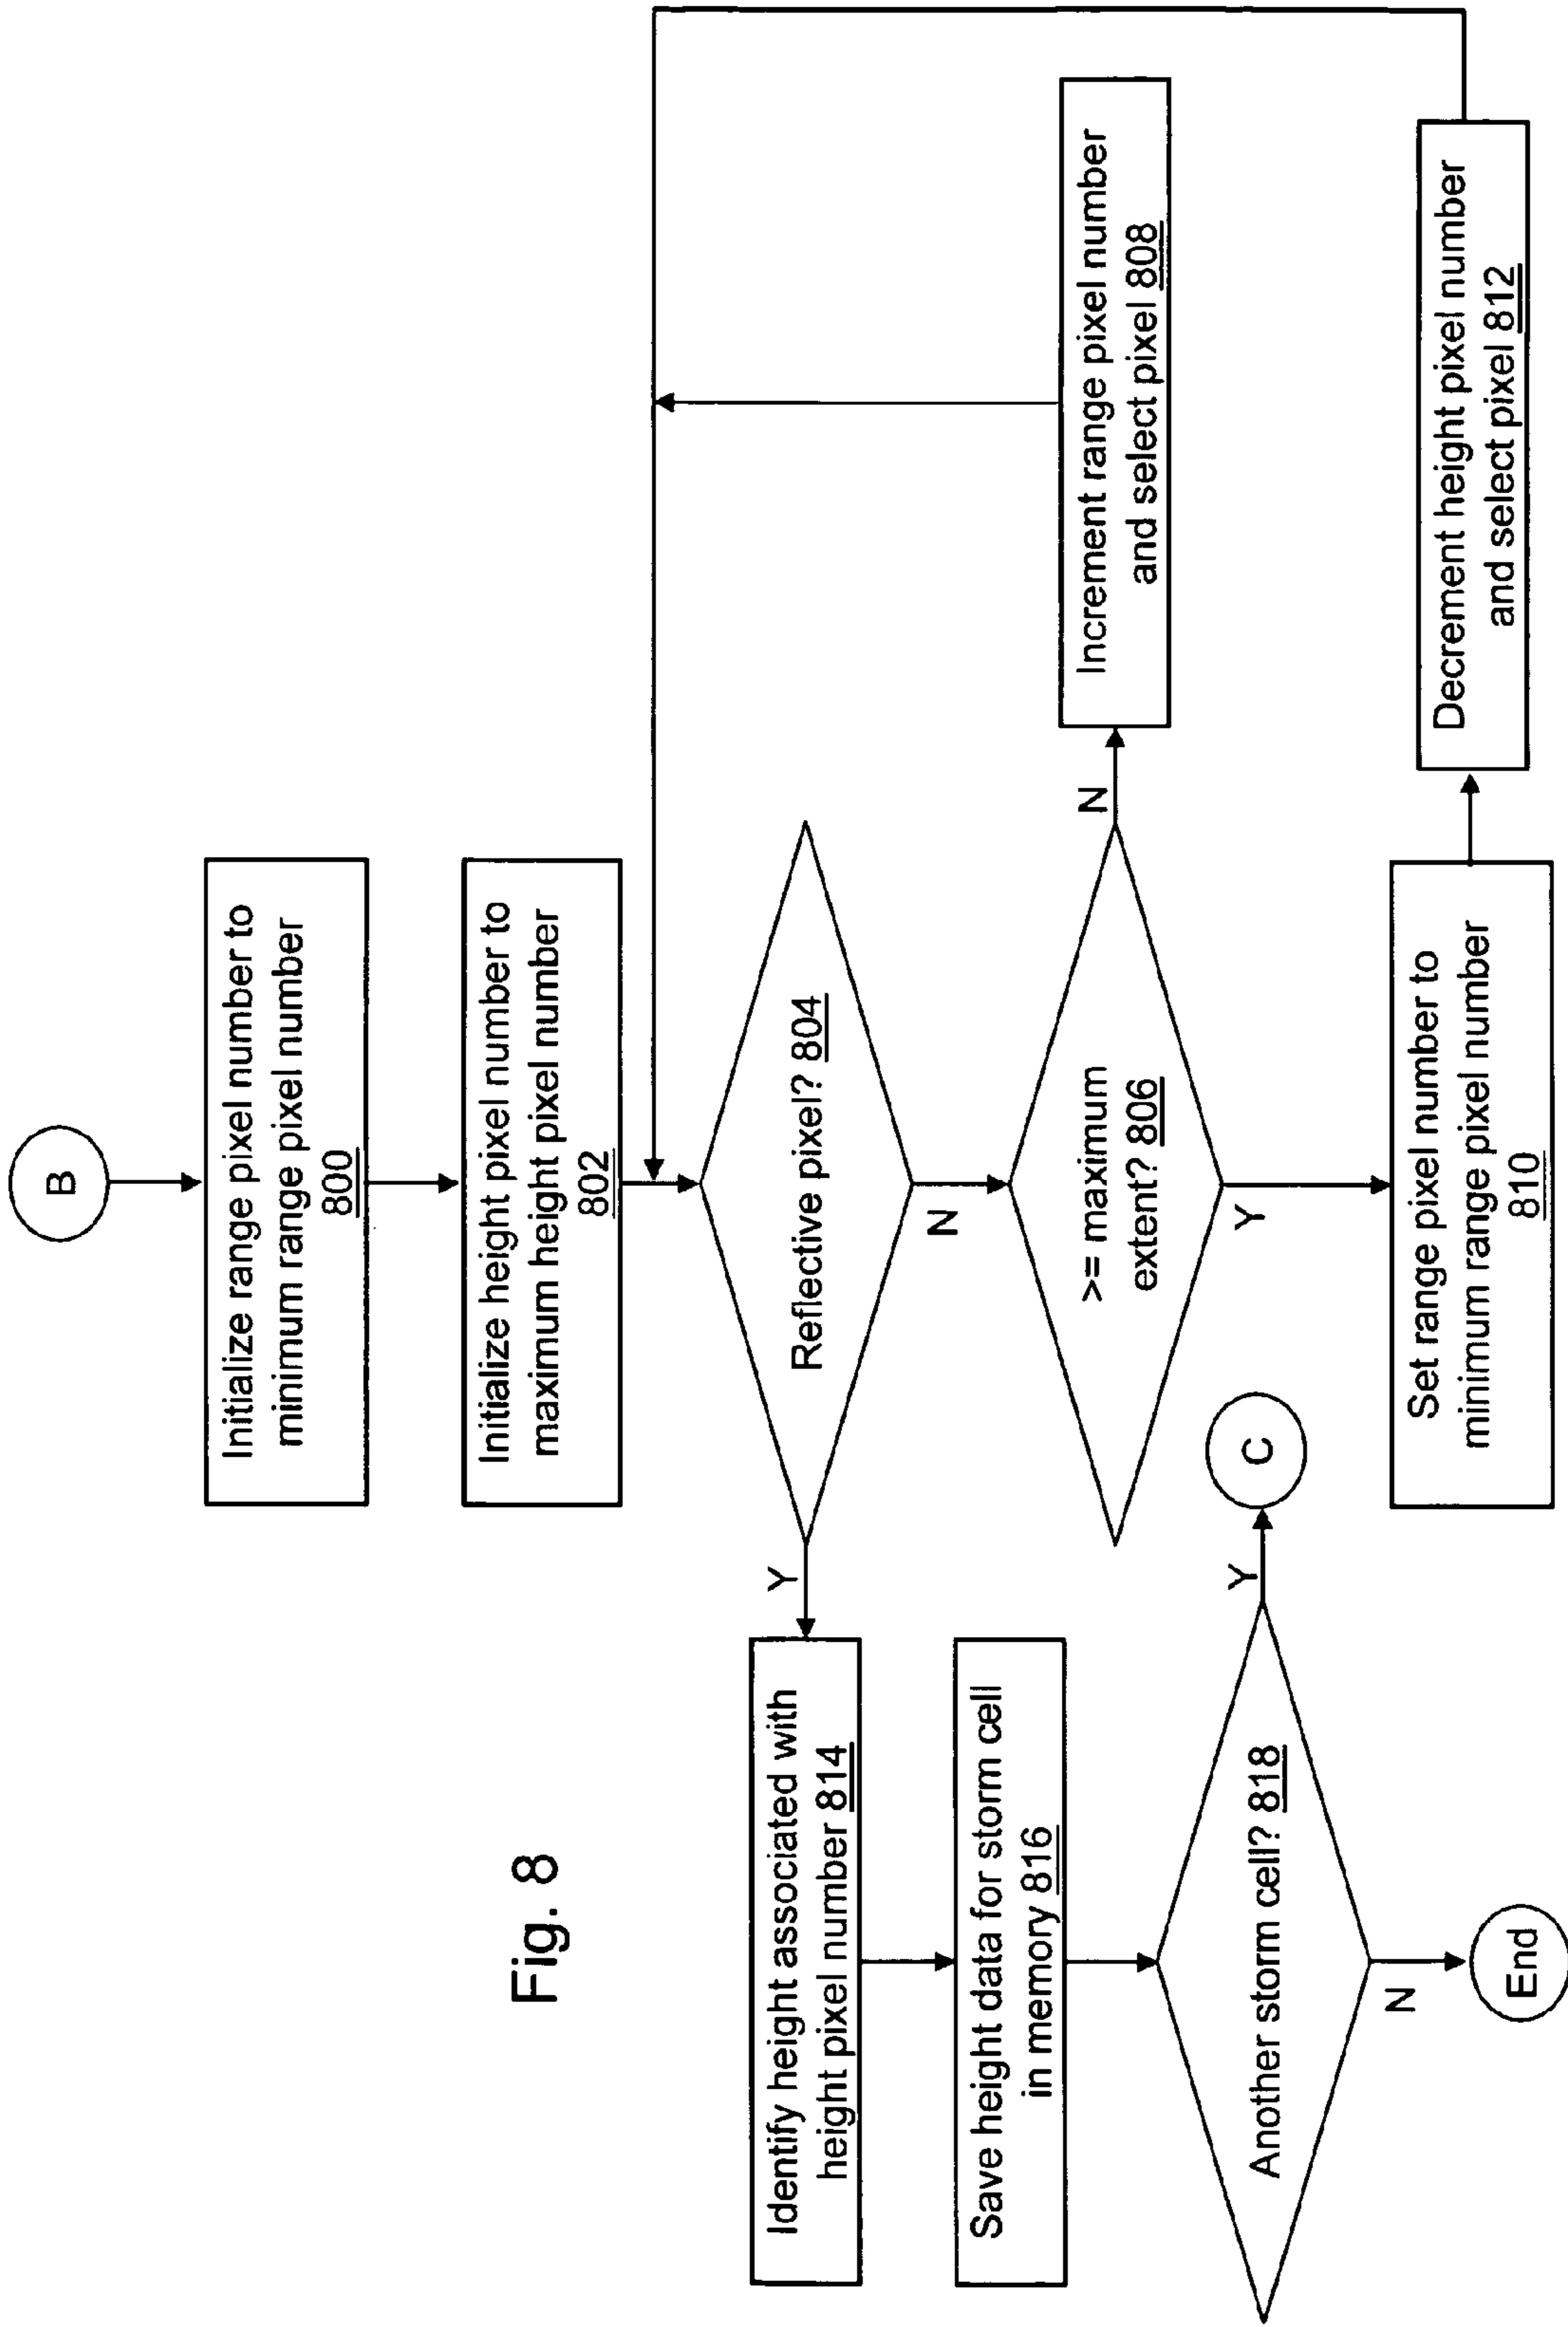 B
Initialize range pixel number to
minimum range pixel number
800
Initialize height pixel number to
maximum height pixel number
802
Reflective pixel? 804
Y
N
>= maximum
extent? 806
N
Y
Increment range pixel number
and select pixel 808
Set range pixel number to
minimum range pixel number
810
Decrement height pixel number
and select pixel 812
Identify height associated with
height pixel number 814
Save height data for storm cell
in memory 816
Another storm cell? 818
Y
C
N
End
Fig. 8